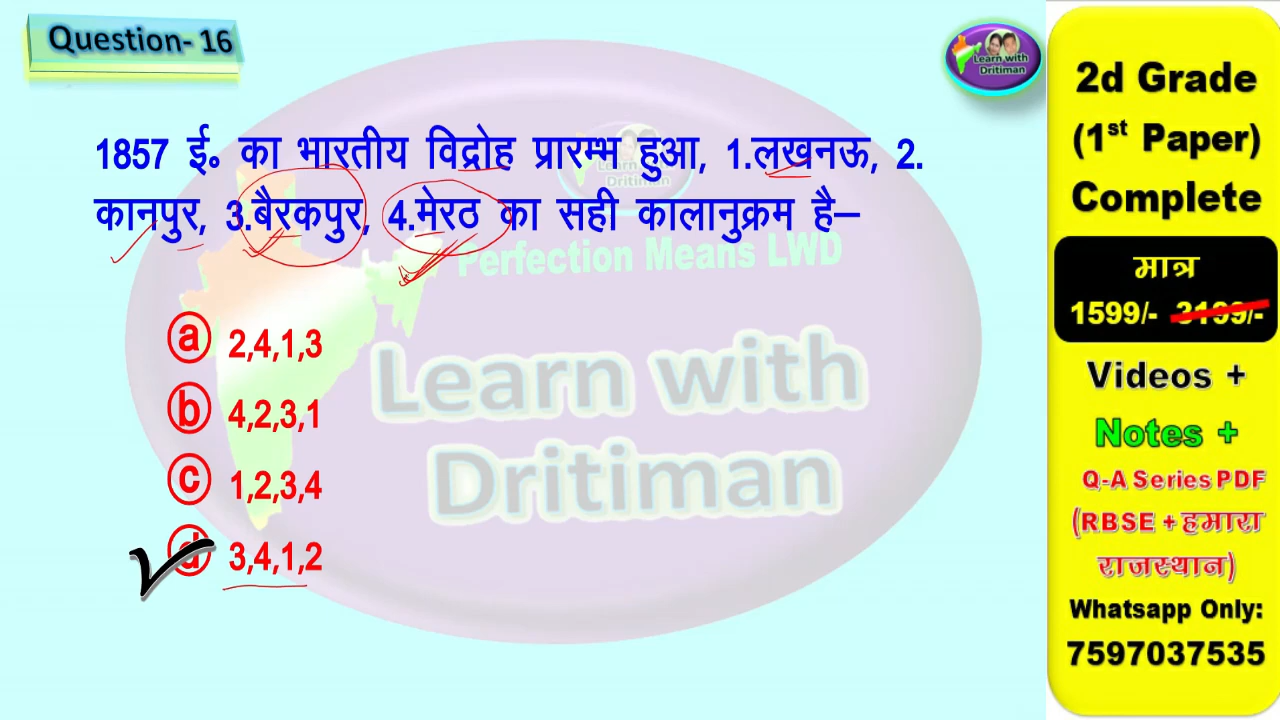 Question- 16
Learn with
Dritiman
1857 ई॰ का भारतीय विद्रोह प्रारम्भ हुआ, 1.लखनऊ, 2.
कानपुर, 3.बैरकपुर, 4.मेरठ का सही कालानुक्रम है–
Learn with
Dritiman
Perfection Means LWD
ⓐ 2,4,1,3
ⓑ 4,2,3,1
ⓒ 1,2,3,4
ⓓ 3,4,1,2
Learn with
Dritiman
2d Grade
(1st Paper)
Complete
मात्र
1599/- 3199/-
Videos +
Notes +
Q-A Series PDF
(RBSE + हमारा
राजस्थान)
Whatsapp Only:
7597037535